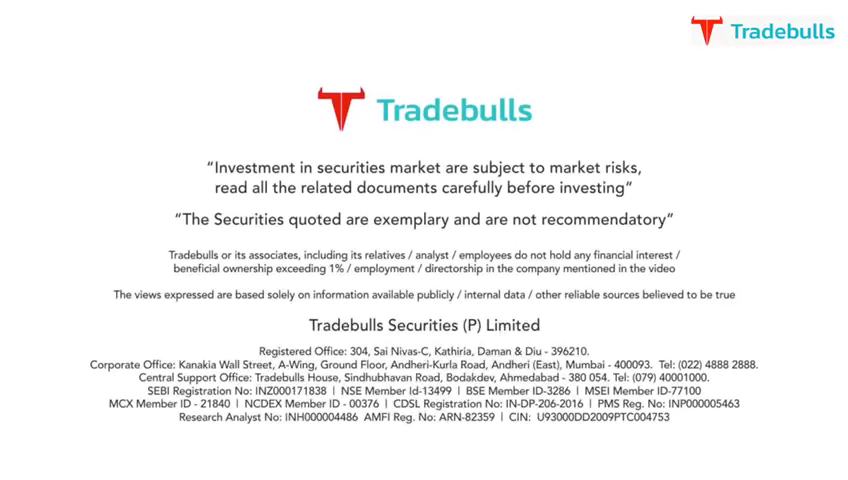 Tradebulls
Tradebulls
“Investment in securities market are subject to market risks,
read all the related documents carefully before investing”
“The Securities quoted are exemplary and are not recommendatory”
Tradebulls or its associates, including its relatives / analyst / employees do not hold any financial interest /
beneficial ownership exceeding 1% / employment / directorship in the company mentioned in the video
The views expressed are based solely on information available publicly / internal data / other reliable sources believed to be true
Tradebulls Securities (P) Limited
Registered Office: 304, Sai Nivas-C, Kathiria, Daman & Diu - 396210.
Corporate Office: Kanakia Wall Street, A-Wing, Ground Floor, Andheri-Kurla Road, Andheri (East), Mumbai - 400093. Tel: (022) 4888 2888.
Central Support Office: Tradebulls House, Sindhubhavan Road, Bodakdev, Ahmedabad - 380 054. Tel: (079) 40001000.
SEBI Registration No: INZ000171838 | NSE Member Id-13499 | BSE Member ID-3286 | MSEI Member ID-77100
MCX Member ID - 21840 | NCDEX Member ID - 00376 | CDSL Registration No: IN-DP-206-2016 | PMS Reg. No: INP000005463
Research Analyst No: INH000004486 AMFI Reg. No: ARN-82359 | CIN: U93000DD2009PTC004753